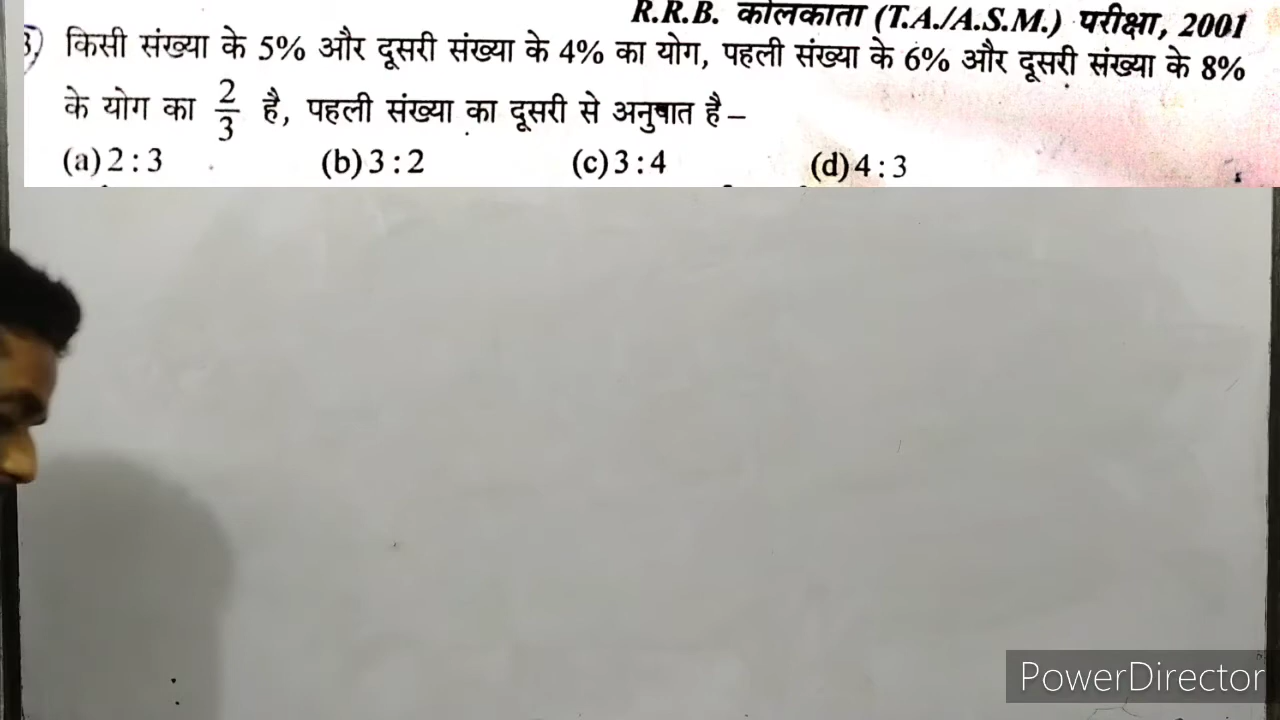 R.R.B. कोलकाता (T.A./A.S.M.) परीक्षा, 2001
3) किसी संख्या के 5% और दूसरी संख्या के 4% का योग, पहली संख्या के 6% और दूसरी संख्या के 8%
के योग का 2/3 है, पहली संख्या का दूसरी से अनुपात है –
(a) 2 : 3 (b) 3 : 2 (c) 3 : 4 (d) 4 : 3
PowerDirector